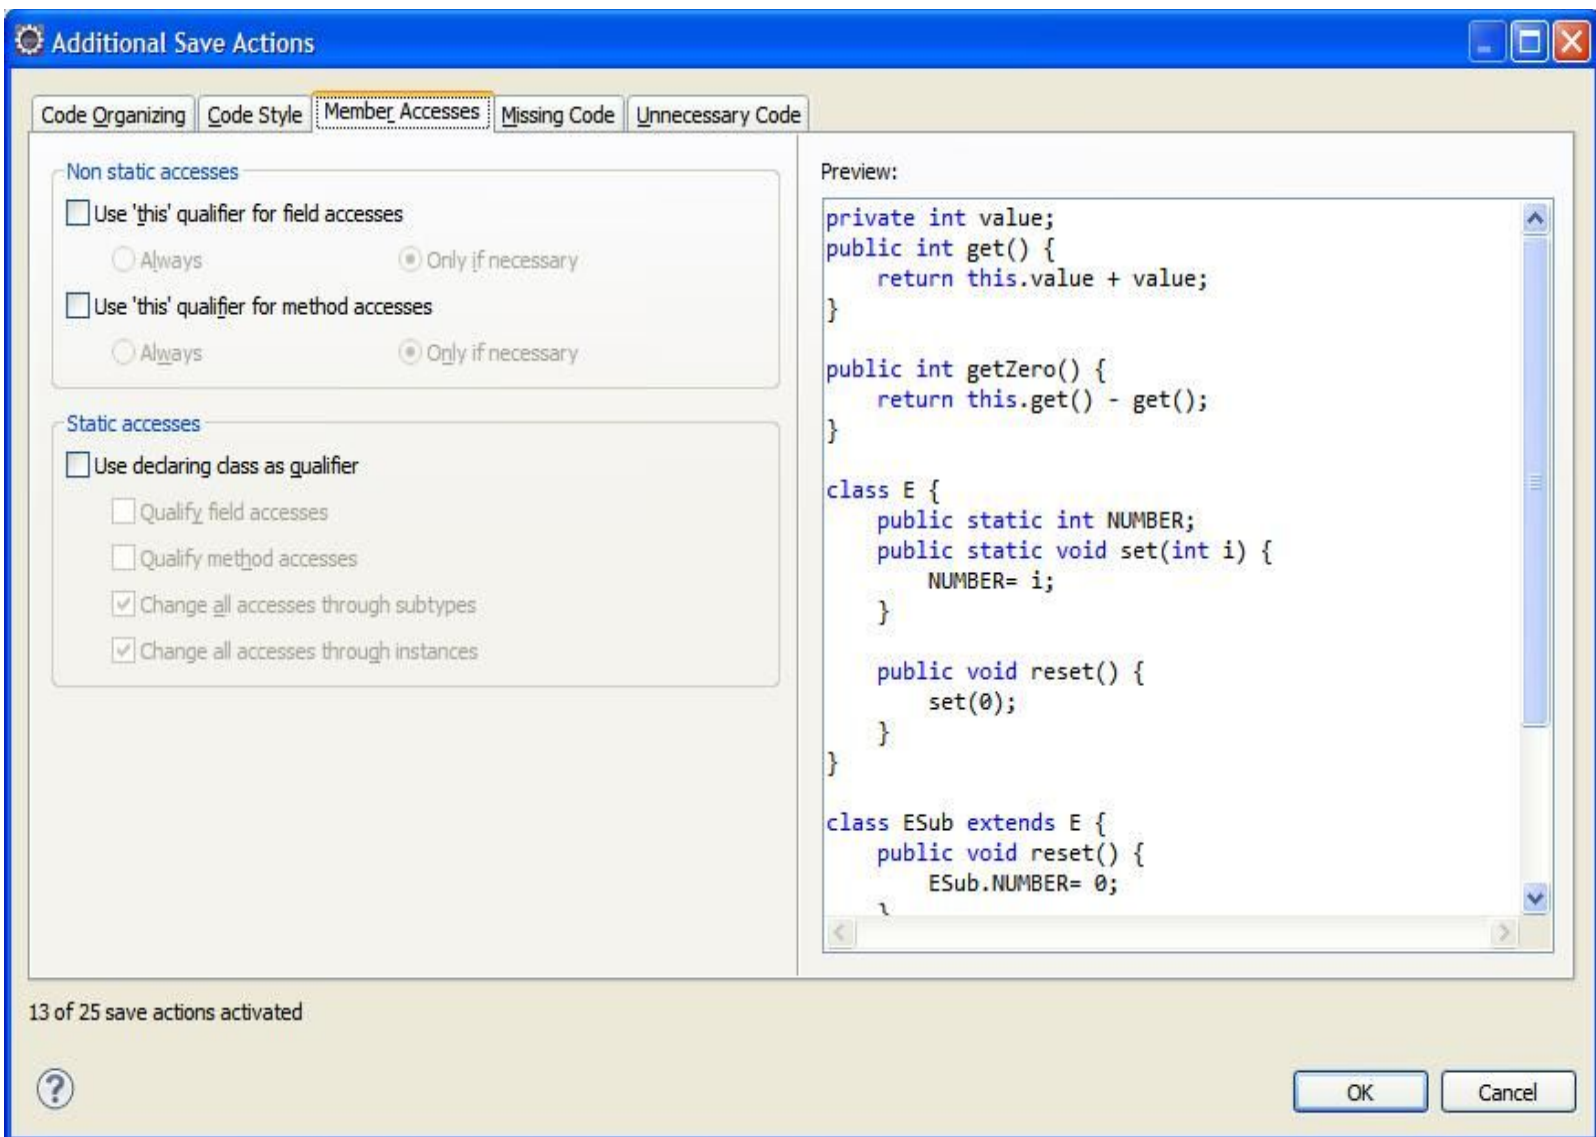 Additional Save Actions
Code Organizing
Code Style
Member Accesses
Missing Code
Unnecessary Code
Non static accesses
Use 'this' qualifier for field accesses
Always
Only if necessary
Use 'this' qualifier for method accesses
Always
Only if necessary
Static accesses
Use declaring class as qualifier
Qualify field accesses
Qualify method accesses
Change all accesses through subtypes
Change all accesses through instances
Preview:
private int value;
public int get() {
    return this.value + value;
}
public int getZero() {
    return this.get() - get();
}
class E {
    public static int NUMBER;
    public static void set(int i) {
        NUMBER= i;
    }
    public void reset() {
        set(0);
    }
}
class ESub extends E {
    public void reset() {
        ESub.NUMBER= 0;
    }
13 of 25 save actions activated
?
OK
Cancel